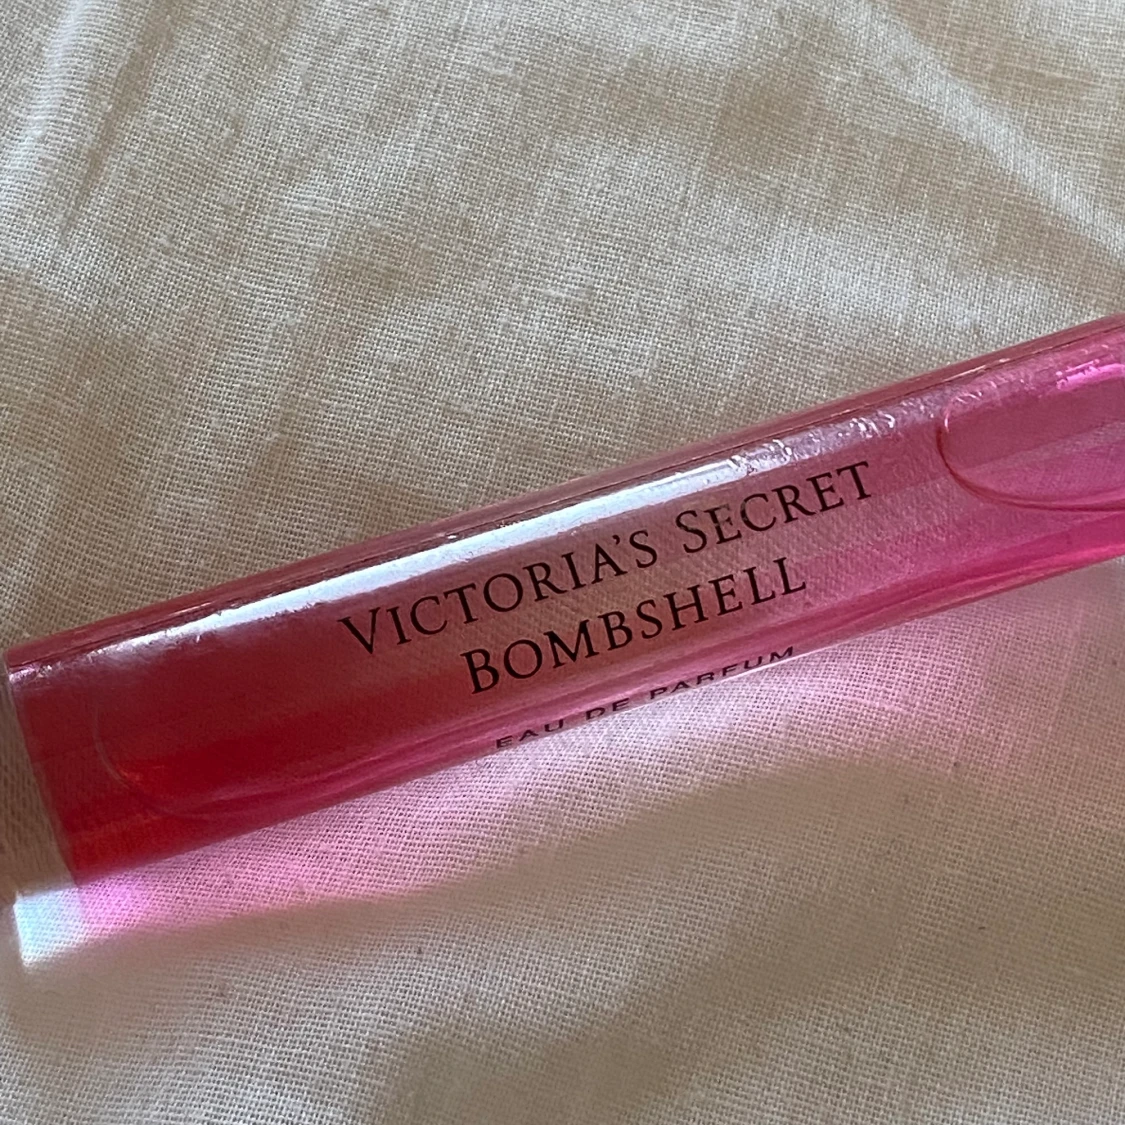 VICTORIA'S SECRET
BOMBSHELL
EAU DE PARFUM